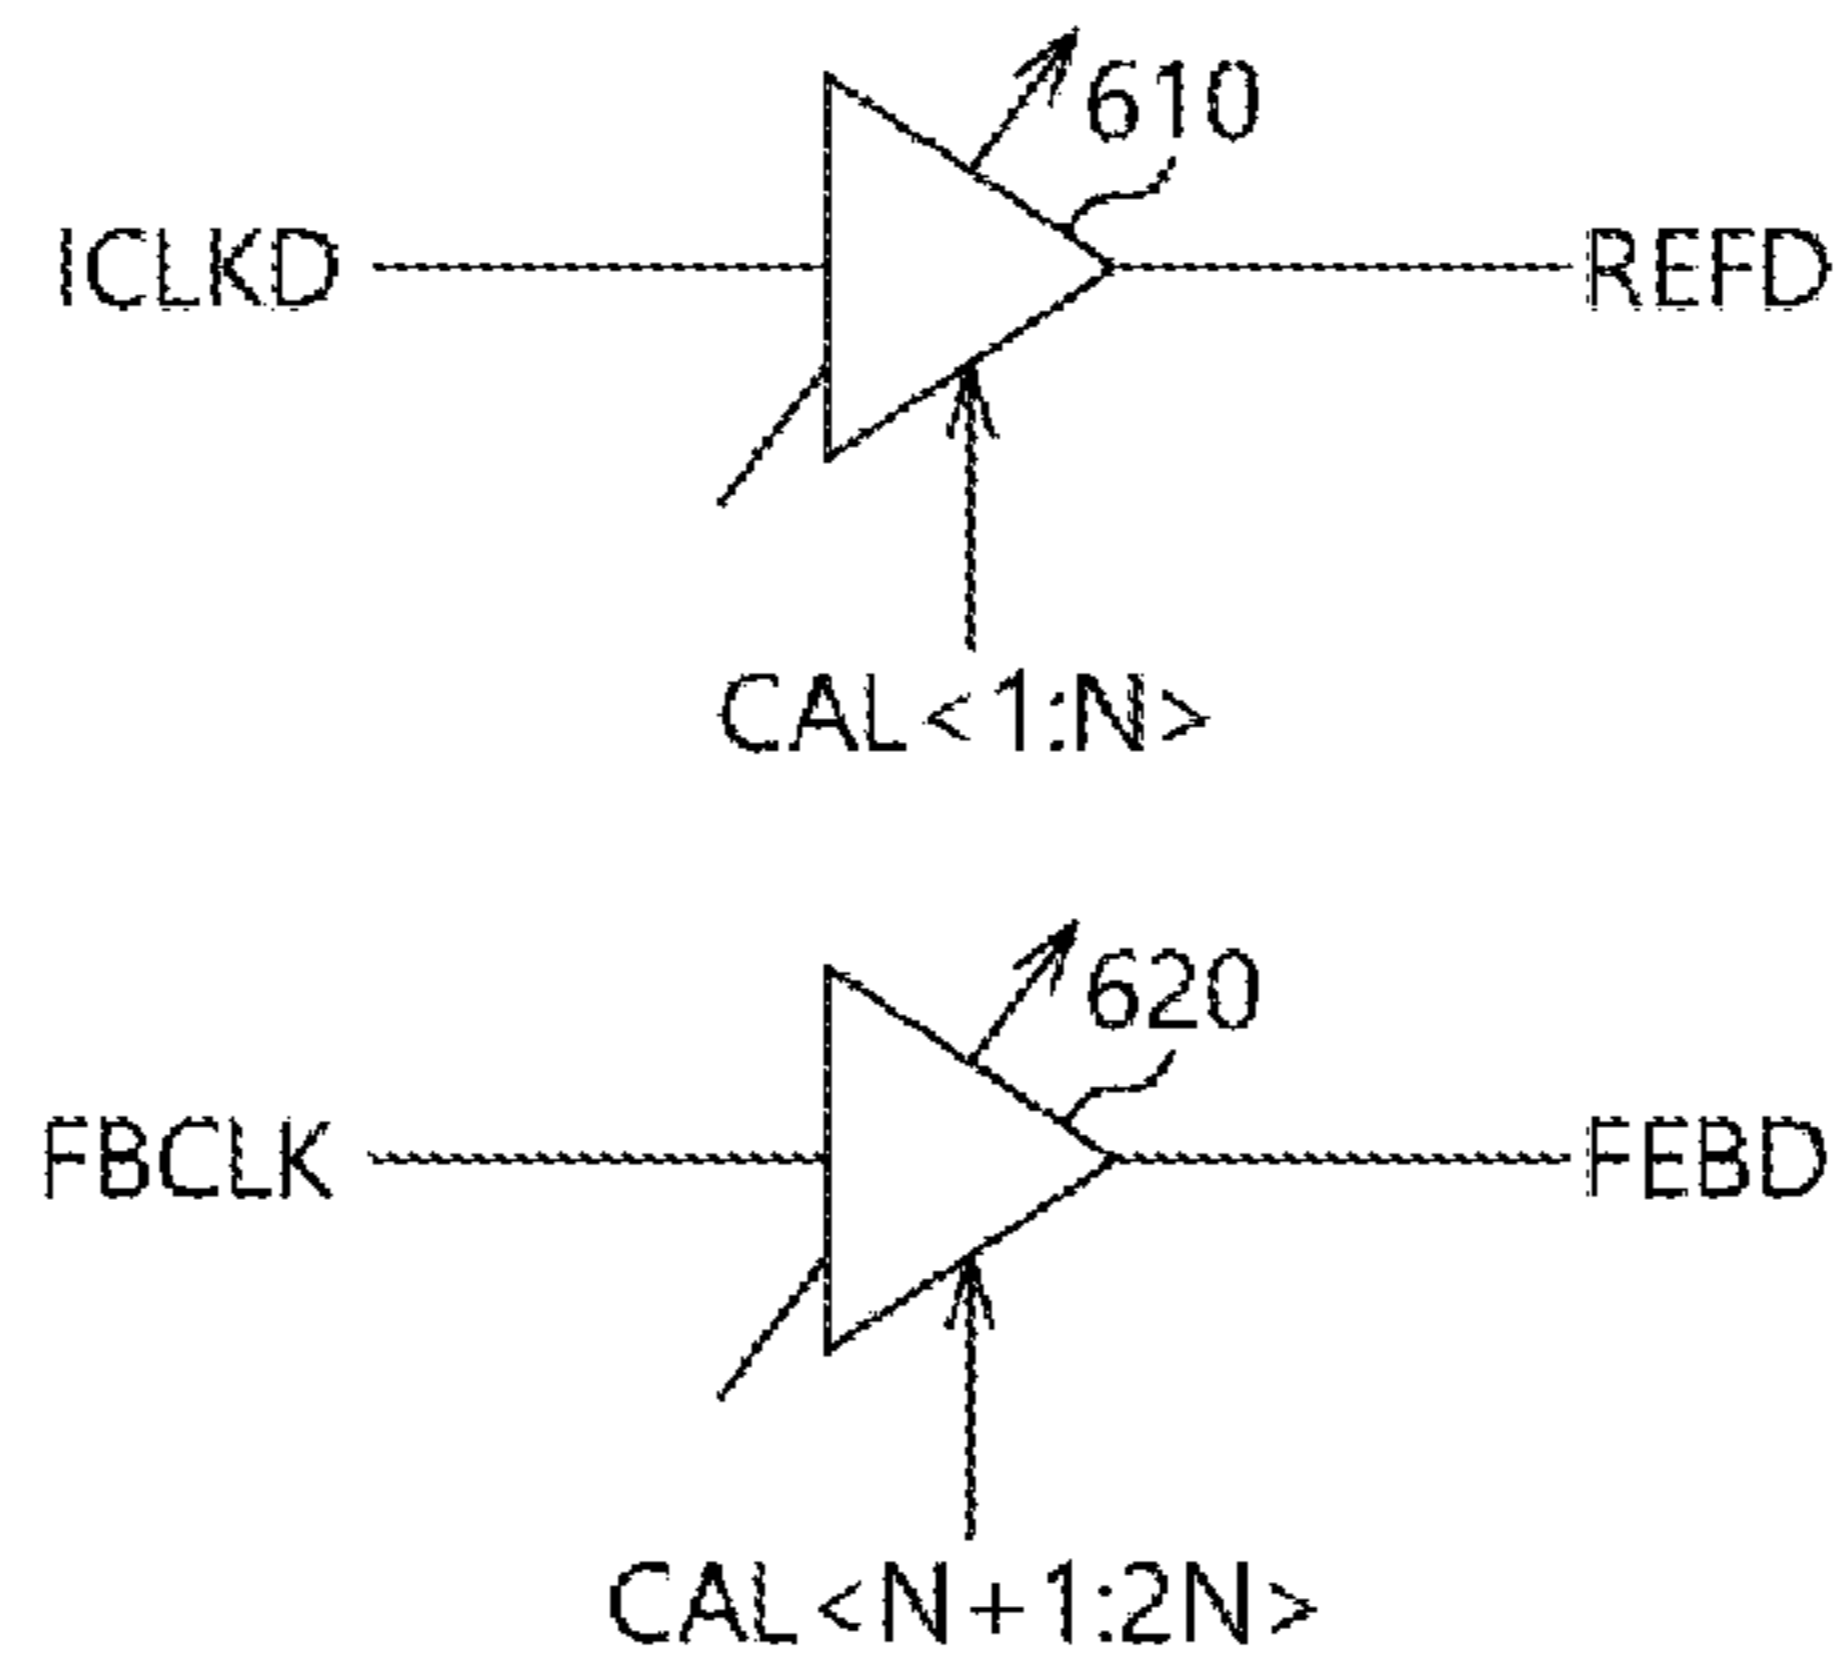 610
ICLKD
REFD
CAL<1:N>
620
FBCLK
FEBD
CAL<N+1:2N>